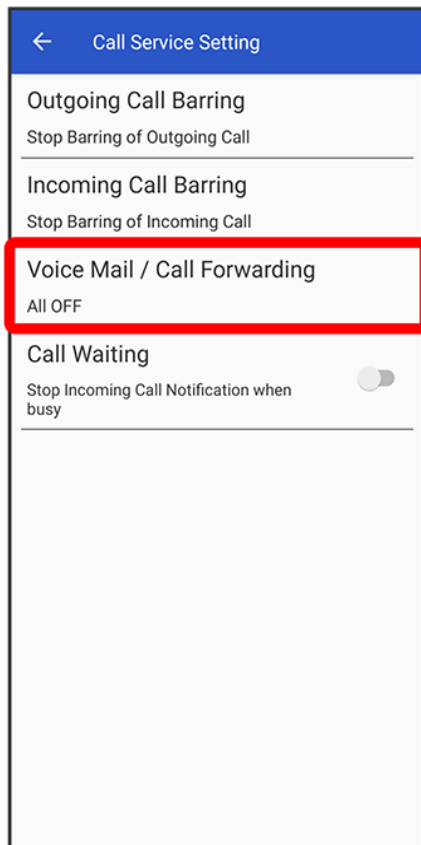 Call Service Setting
Outgoing Call Barring
Stop Barring of Outgoing Call
Incoming Call Barring
Stop Barring of Incoming Call
Voice Mail / Call Forwarding
All OFF
Call Waiting
Stop Incoming Call Notification when
busy